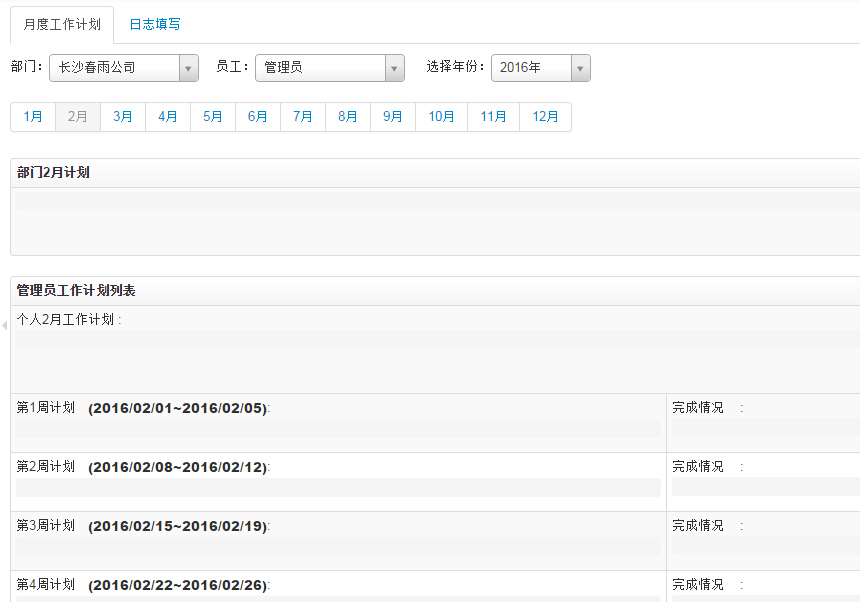 月度工作计划 日志填写
部门： 长沙春雨公司 员工： 管理员 选择年份： 2016年
1月 2月 3月 4月 5月 6月 7月 8月 9月 10月 11月 12月
部门2月计划
管理员工作计划列表
个人2月工作计划 :
第1周计划 (2016/02/01~2016/02/05): 完成情况 :
第2周计划 (2016/02/08~2016/02/12): 完成情况 :
第3周计划 (2016/02/15~2016/02/19): 完成情况 :
第4周计划 (2016/02/22~2016/02/26): 完成情况 :